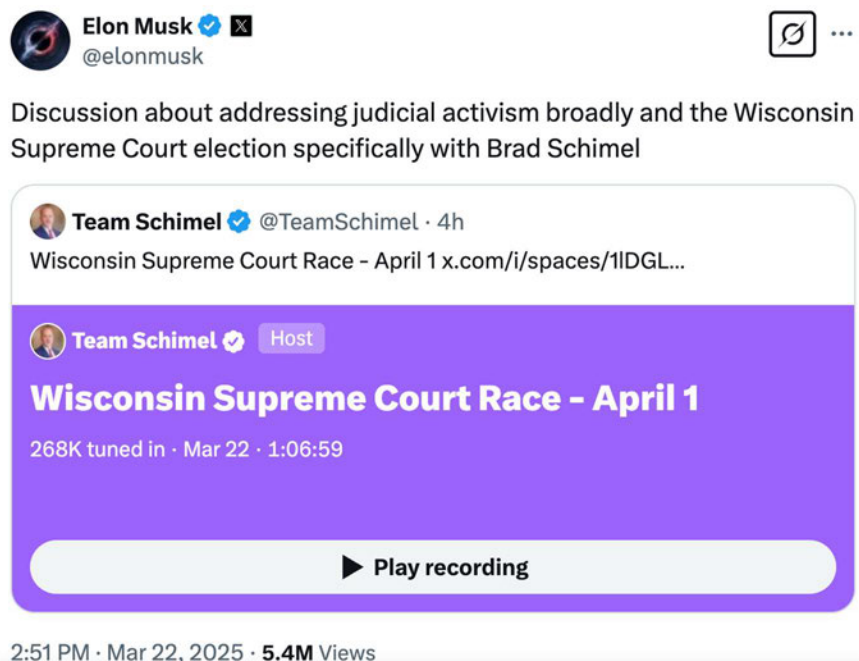 Elon Musk
@elonmusk
Discussion about addressing judicial activism broadly and the Wisconsin
Supreme Court election specifically with Brad Schimel
Team Schimel @TeamSchimel · 4h
Wisconsin Supreme Court Race - April 1 x.com/i/spaces/1lDGL...
Team Schimel Host
Wisconsin Supreme Court Race - April 1
268K tuned in · Mar 22 · 1:06:59
Play recording
2:51 PM · Mar 22, 2025 · 5.4M Views